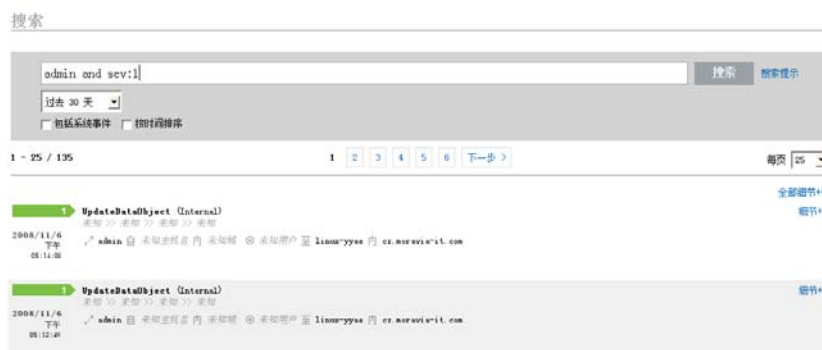 搜索
admin and sev:1
搜索
搜索提示
过去 30 天
包括系统事件
按时间排序
1 - 25 / 135
1 2 3 4 5 6 下一步 >
每页 25
全部细节+
1 UpdateDataObject (Internal)
细节+
未知 >> 未知 >> 未知 >> 未知
2008/11/6
下午
05:14:08
admin 自 未知主机名 内 未知域 未知用户 至 linux-yyas 内 cz.moravia-it.com
1 UpdateDataObject (Internal)
细节+
未知 >> 未知 >> 未知 >> 未知
2008/11/6
下午
admin 自 未知主机名 内 未知域 未知用户 至 linux-yyas 内 cz.moravia-it.com